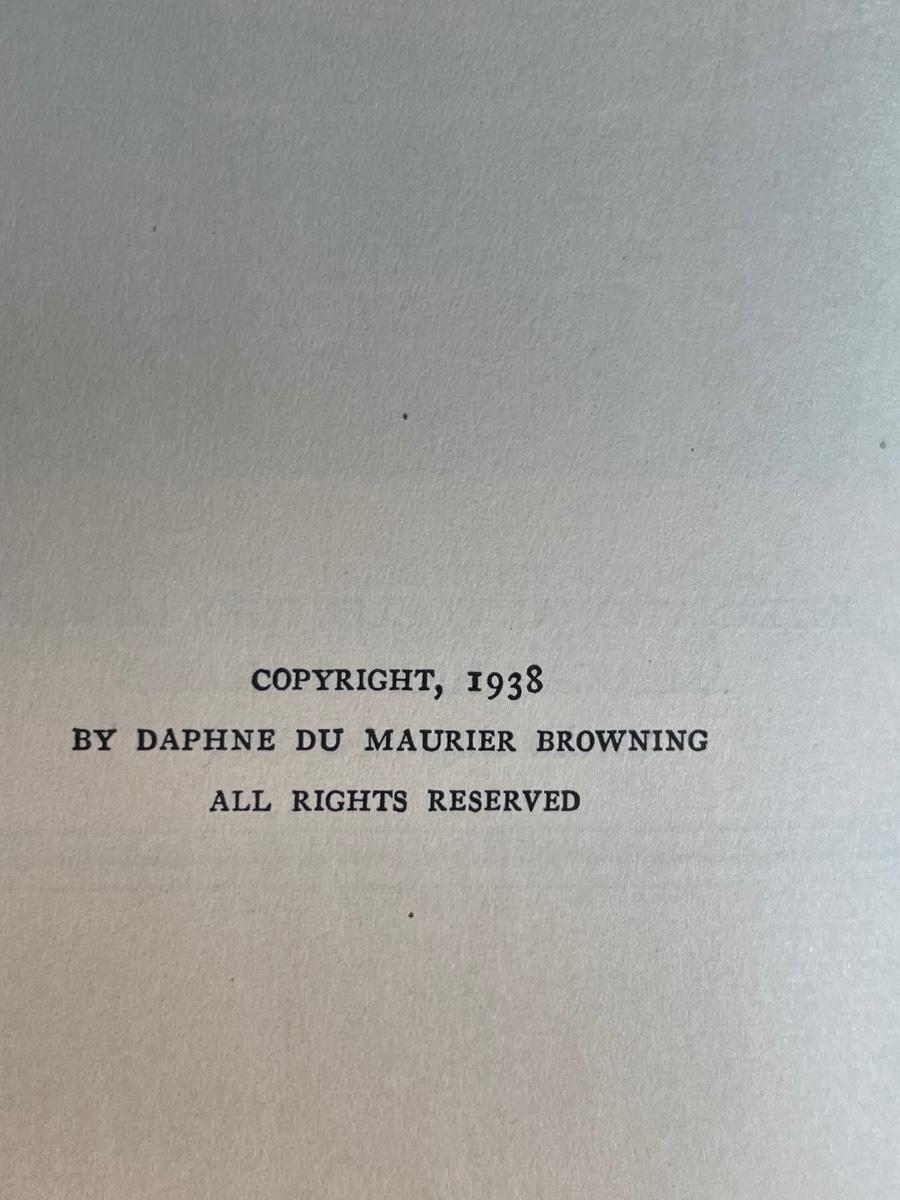 COPYRIGHT, 1938
BY DAPHNE DU MAURIER BROWNING
ALL RIGHTS RESERVED